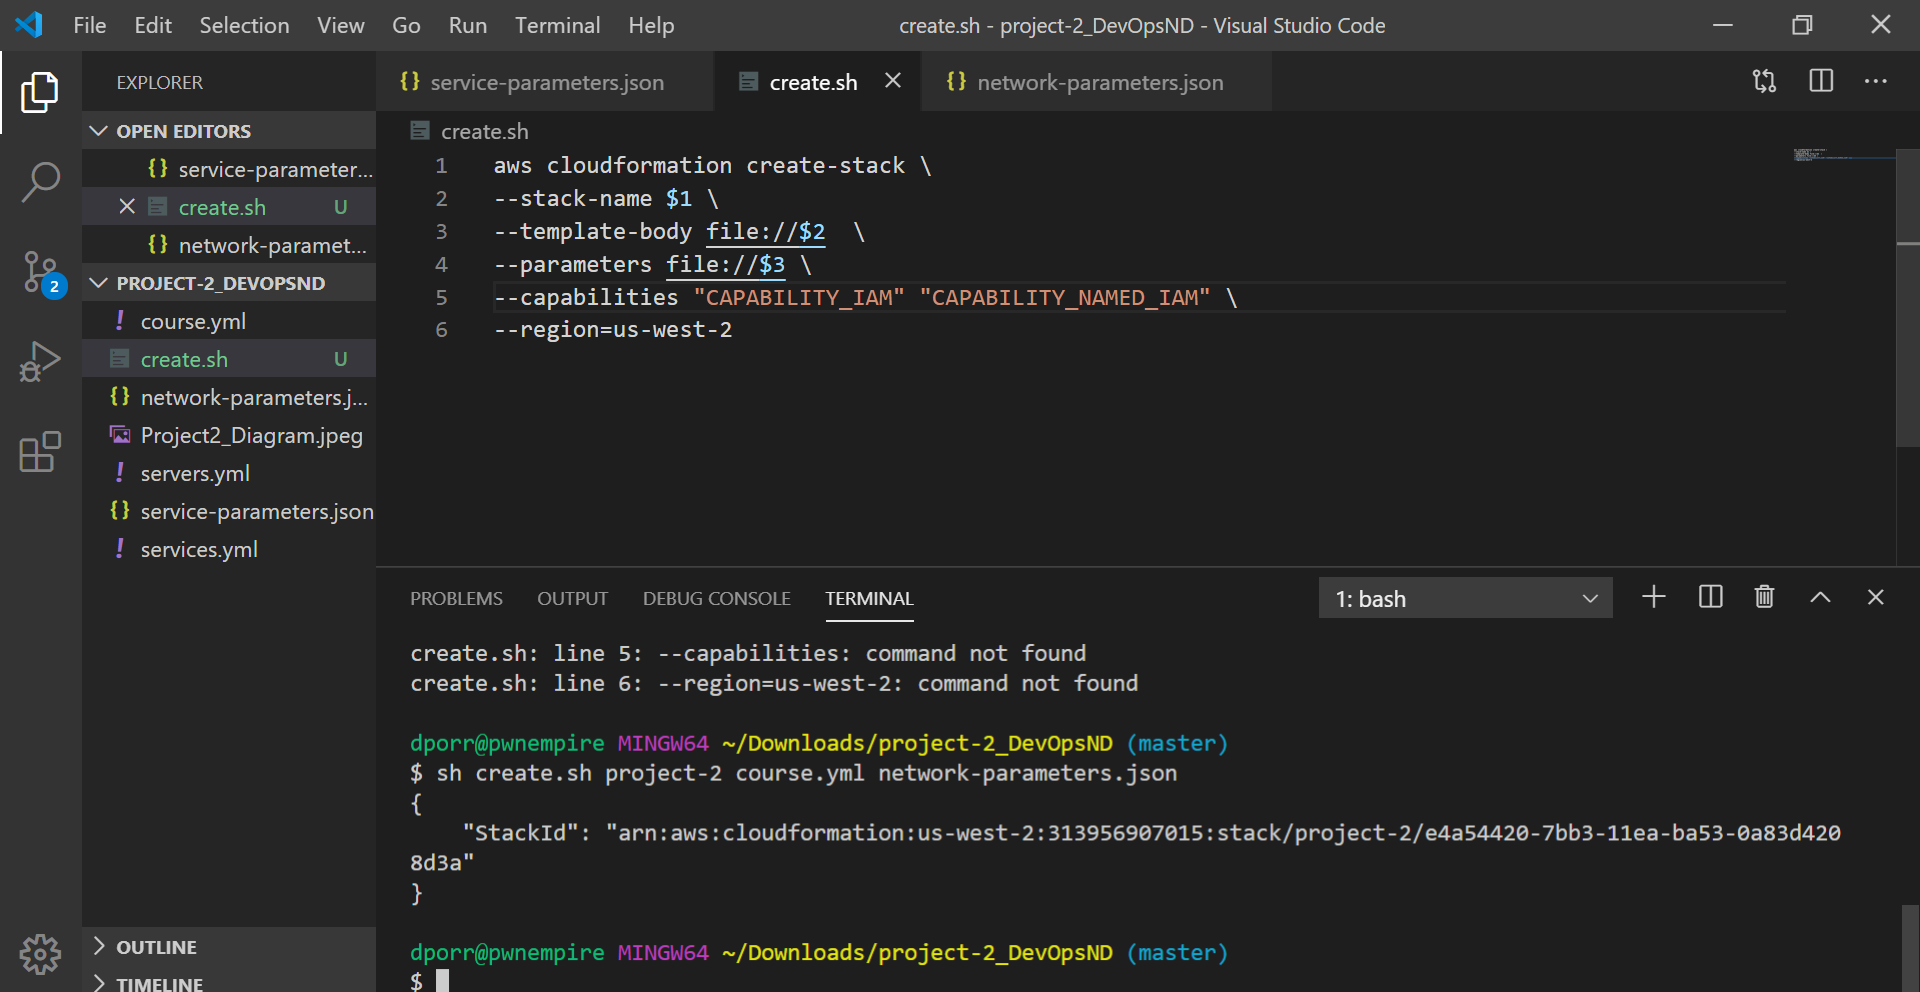 File Edit Selection View Go Run Terminal Help create.sh - project-2_DevOpsND - Visual Studio Code
EXPLORER
OPEN EDITORS
{} service-parameter...
create.sh U
{} network-paramet...
PROJECT-2_DEVOPSND
! course.yml
create.sh U
{} network-parameters.j...
Project2_Diagram.jpeg
! servers.yml
{} service-parameters.json
! services.yml
OUTLINE
TIMELINE
2
{} service-parameters.json create.sh {} network-parameters.json
create.sh
1 aws cloudformation create-stack \
2 --stack-name $1 \
3 --template-body file://$2  \
4 --parameters file://$3 \
5 --capabilities "CAPABILITY_IAM" "CAPABILITY_NAMED_IAM" \
6 --region=us-west-2
PROBLEMS OUTPUT DEBUG CONSOLE TERMINAL 1: bash
create.sh: line 5: --capabilities: command not found
create.sh: line 6: --region=us-west-2: command not found
dporr@pwnempire MINGW64 ~/Downloads/project-2_DevOpsND (master)
$ sh create.sh project-2 course.yml network-parameters.json
{
"StackId": "arn:aws:cloudformation:us-west-2:313956907015:stack/project-2/e4a54420-7bb3-11ea-ba53-0a83d420
8d3a"
}
dporr@pwnempire MINGW64 ~/Downloads/project-2_DevOpsND (master)
$